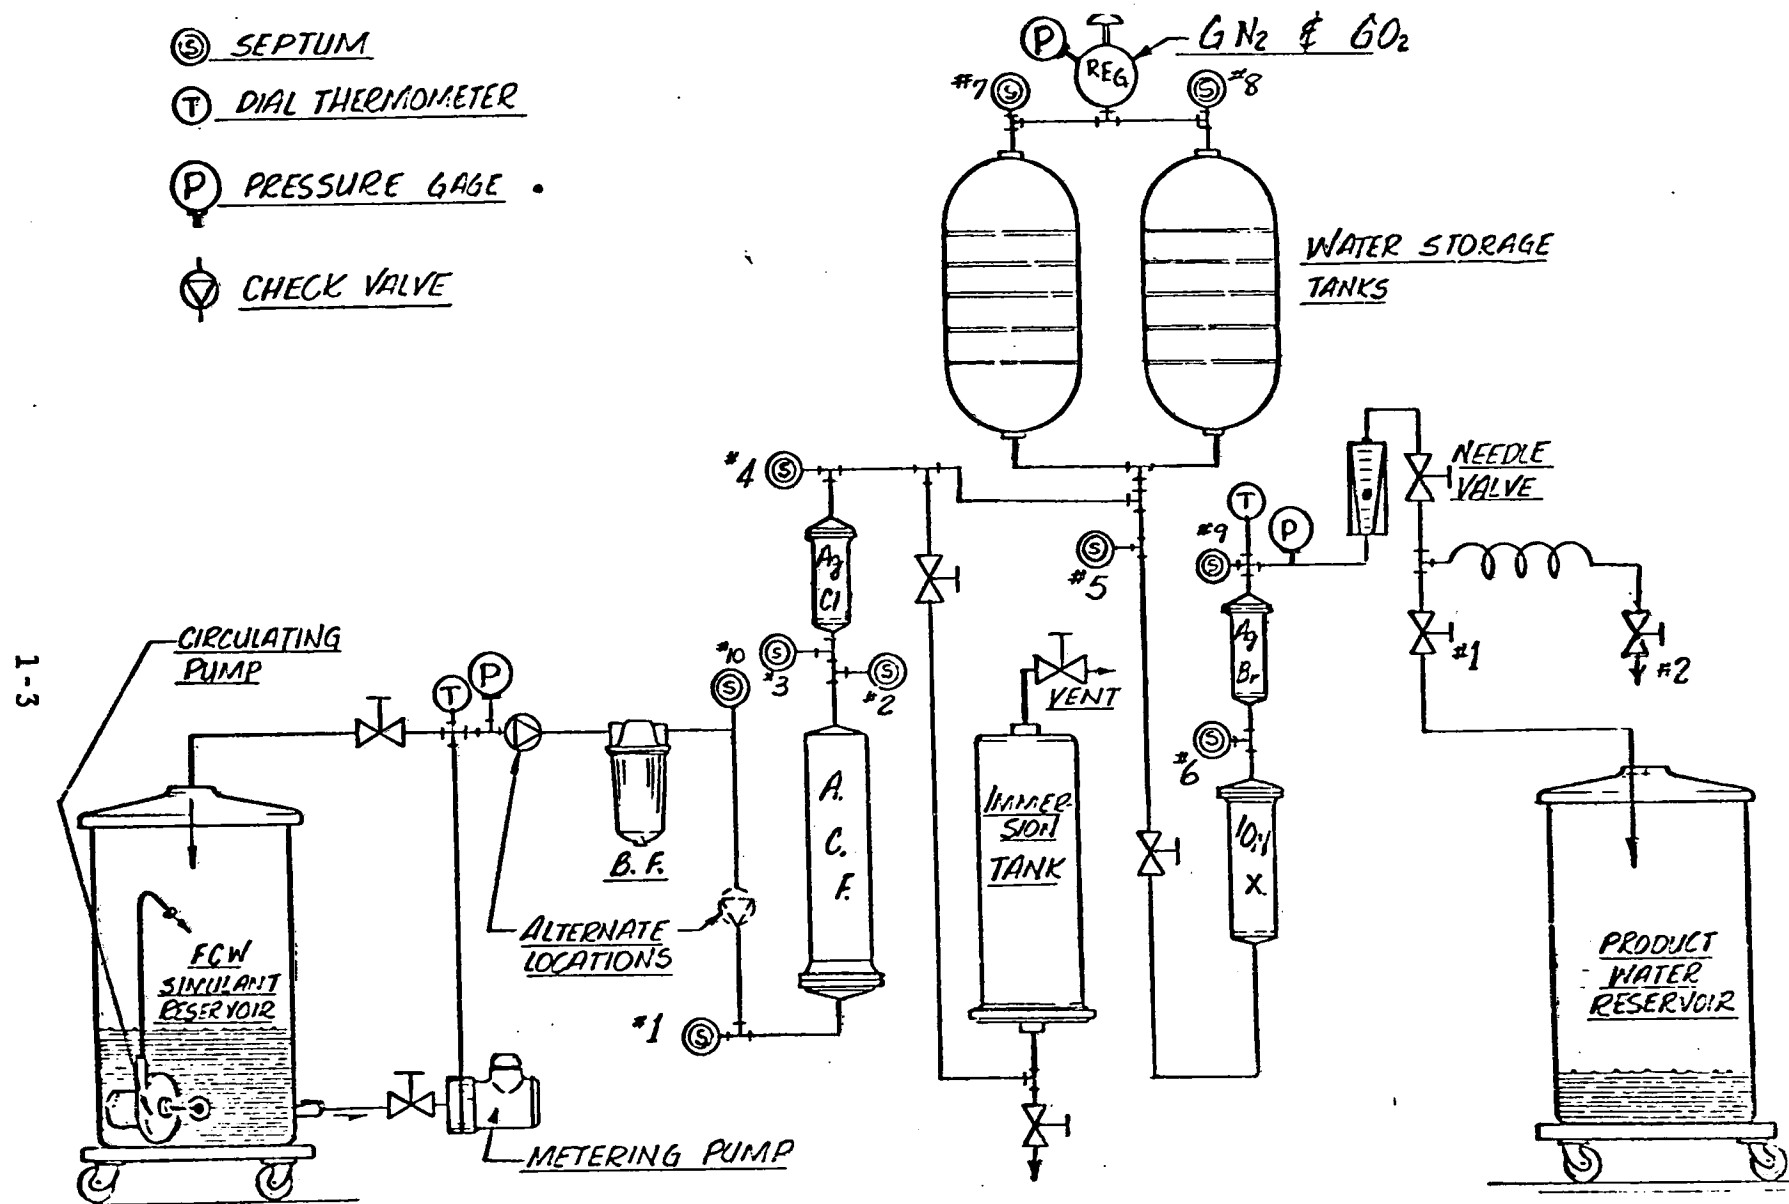 S SEPTUM
T DIAL THERMOMETER
P PRESSURE GAGE
CHECK VALVE
P
REG
GN2 & GO2
#7 S
S #8
WATER STORAGE
TANKS
#4 S
Ag
Cl
S
#5
T
#9
S
P
NEEDLE
VALVE
#1
#2
CIRCULATING
PUMP
1-3
T
P
#10
S
S
#3
S
#2
VENT
Ag
Br
S
#6
B.F.
A.
C.
F.
IMMER-
SION
TANK
X
ALTERNATE
LOCATIONS
FCW
SIMULANT
RESERVOIR
PRODUCT
WATER
RESERVOIR
#1 S
METERING PUMP